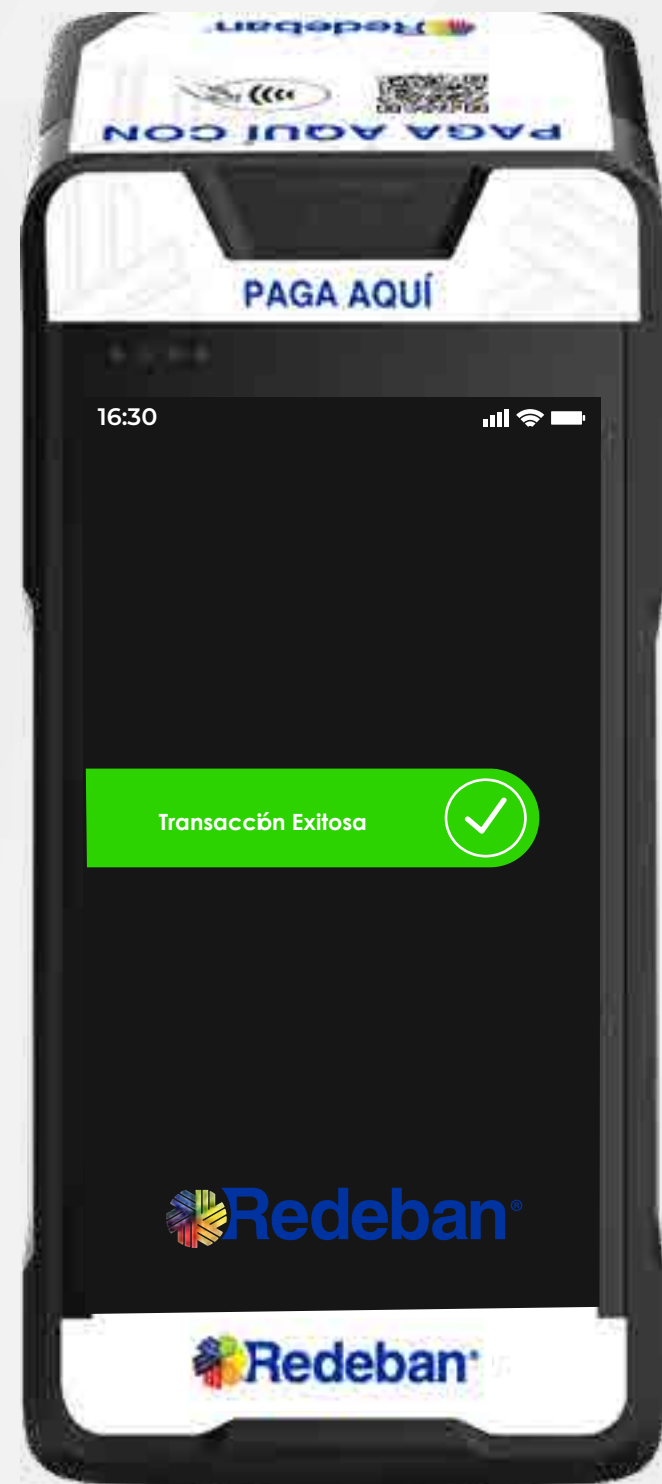 Redeban
PAGA AQUÍ CON
PAGA AQUÍ
16:30
Transacción Exitosa
Redeban®
Redeban